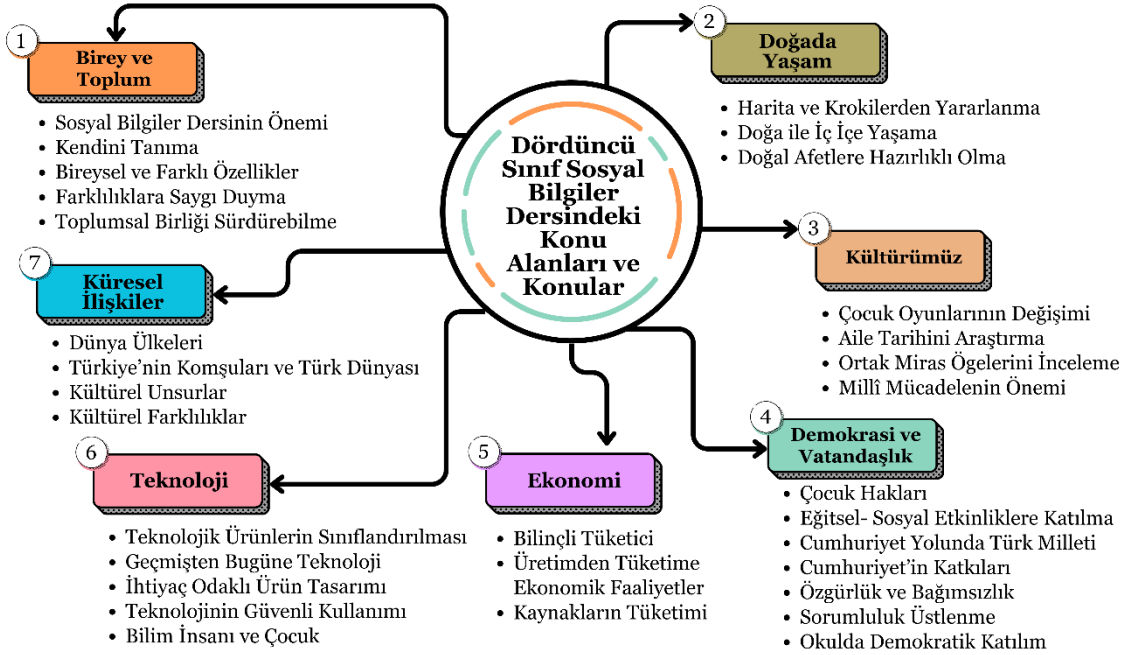 Dördüncü
Sınıf Sosyal
Bilgiler
Dersindeki
Konu
Alanları ve
Konular
1
Birey ve
Toplum
• Sosyal Bilgiler Dersinin Önemi
• Kendini Tanıma
• Bireysel ve Farklı Özellikler
• Farklılıklara Saygı Duyma
• Toplumsal Birliği Sürdürebilme
2
Doğada
Yaşam
• Harita ve Krokilerden Yararlanma
• Doğa ile İç İçe Yaşama
• Doğal Afetlere Hazırlıklı Olma
3
Kültürümüz
• Çocuk Oyunlarının Değişimi
• Aile Tarihini Araştırma
• Ortak Miras Ögelerini İnceleme
• Millî Mücadelenin Önemi
4
Demokrasi ve
Vatandaşlık
• Çocuk Hakları
• Eğitsel- Sosyal Etkinliklere Katılma
• Cumhuriyet Yolunda Türk Milleti
• Cumhuriyet’in Katkıları
• Özgürlük ve Bağımsızlık
• Sorumluluk Üstlenme
• Okulda Demokratik Katılım
5
Ekonomi
• Bilinçli Tüketici
• Üretimden Tüketime
Ekonomik Faaliyetler
• Kaynakların Tüketimi
6
Teknoloji
• Teknolojik Ürünlerin Sınıflandırılması
• Geçmişten Bugüne Teknoloji
• İhtiyaç Odaklı Ürün Tasarımı
• Teknolojinin Güvenli Kullanımı
• Bilim İnsanı ve Çocuk
7
Küresel
İlişkiler
• Dünya Ülkeleri
• Türkiye’nin Komşuları ve Türk Dünyası
• Kültürel Unsurlar
• Kültürel Farklılıklar